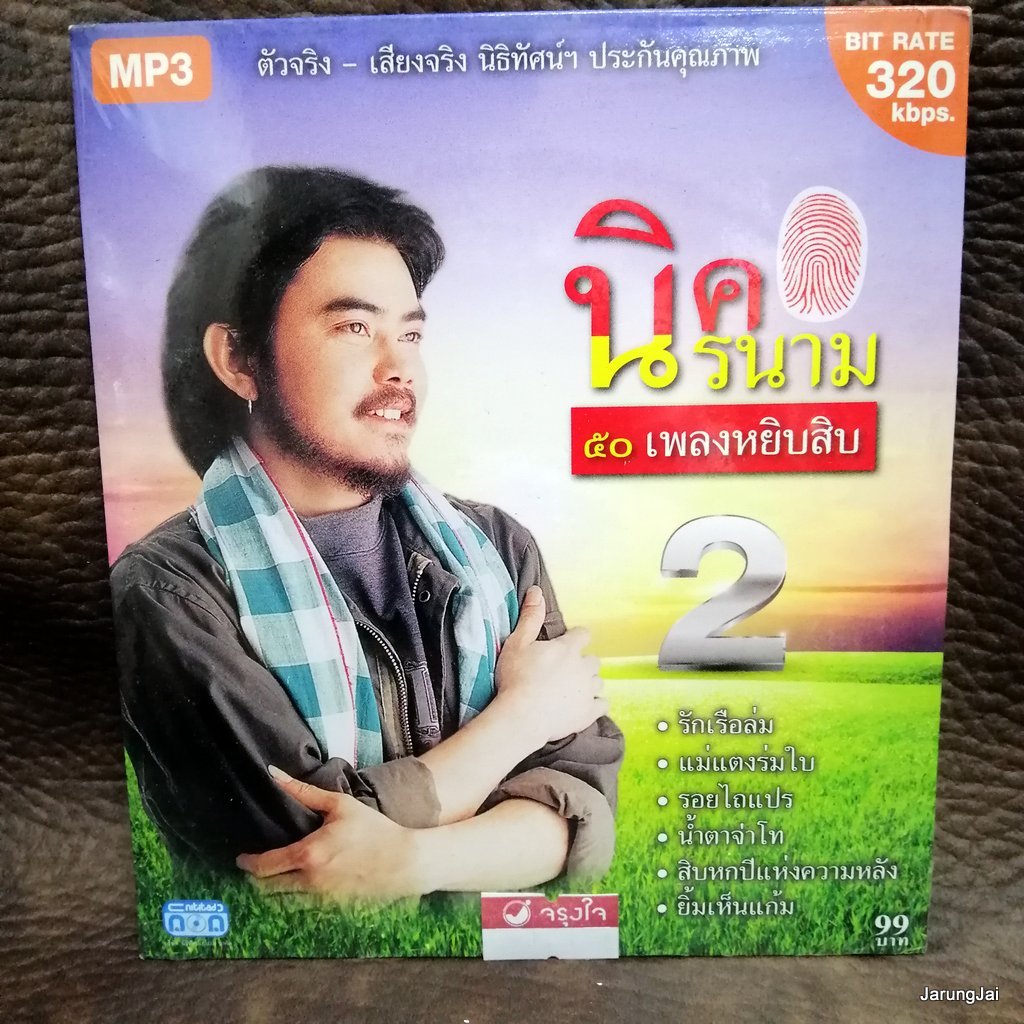 MP3
ตัวจริง – เสียงจริง นิธิทัศน์ฯ ประกันคุณภาพ
BIT RATE
320
kbps.
นิค
นิรนาม
๕๐ เพลงหยิบสิบ
2
• รักเรือล่ม
• แม่แตงร่มใบ
• รอยไถแปร
• น้ำตาจ่าโท
• สิบหกปีแห่งความหลัง
• ยิ้มเห็นแก้ม
nititad
จรุงใจ
99
บาท
JarungJai